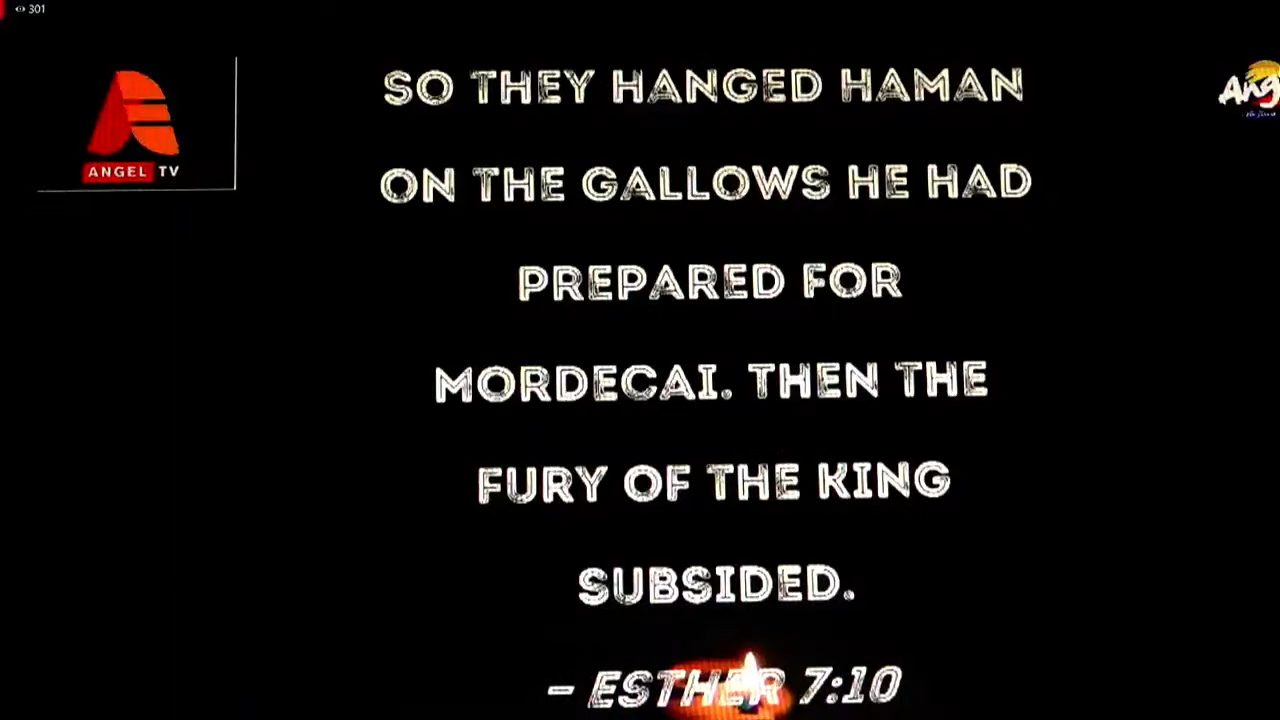 301
ANGEL TV
SO THEY HANGED HAMAN
ON THE GALLOWS HE HAD
PREPARED FOR
MORDECAI. THEN THE
FURY OF THE KING
SUBSIDED.
– ESTHER 7:10